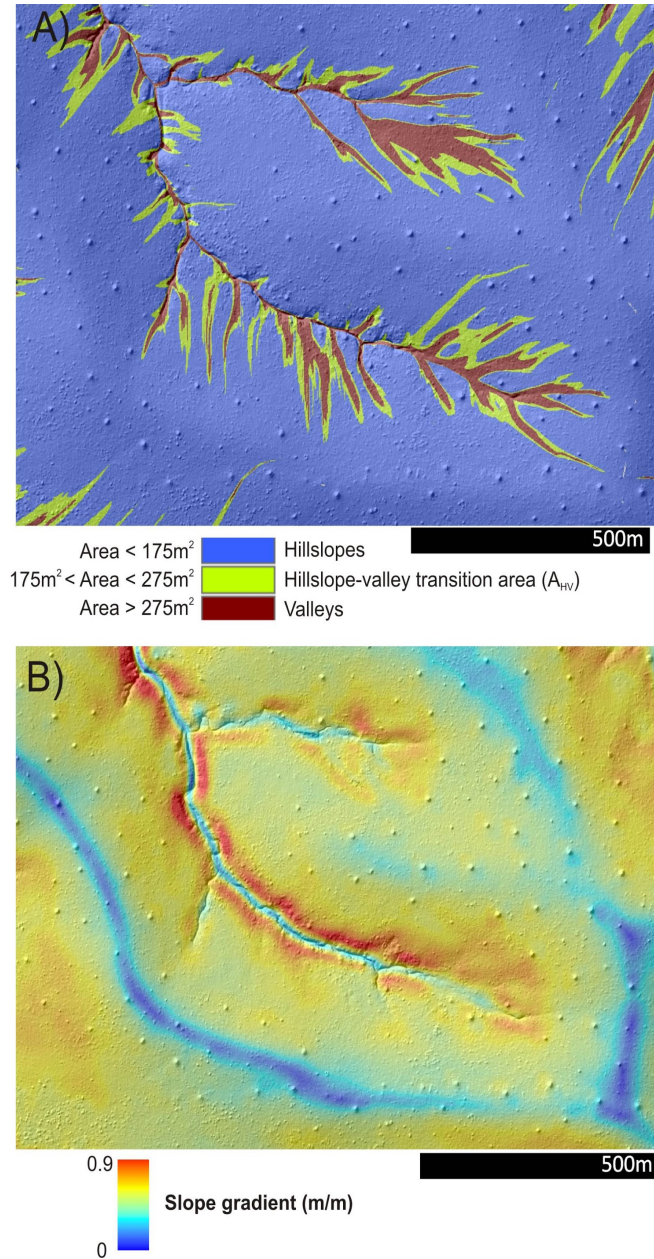 A)
500m
Area < 175m² Hillslopes
175m² < Area < 275m² Hillslope-valley transition area (A_HV)
Area > 275m² Valleys
B)
500m
0.9
Slope gradient (m/m)
0